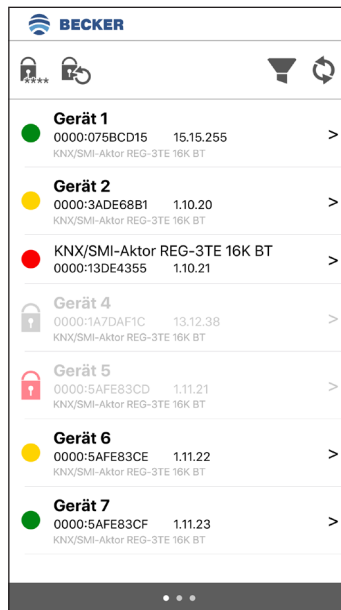 BECKER
****
Gerät 1
0000:075BCD15 15.15.255
KNX/SMI-Aktor REG-3TE 16K BT
>
Gerät 2
0000:3ADE68B1 1.10.20
KNX/SMI-Aktor REG-3TE 16K BT
>
KNX/SMI-Aktor REG-3TE 16K BT
0000:13DE4355 1.10.21
>
Gerät 4
0000:1A7DAF1C 13.12.38
KNX/SMI-Aktor REG-3TE 16K BT
>
Gerät 5
0000:5AFE83CD 1.11.21
KNX/SMI-Aktor REG-3TE 16K BT
>
Gerät 6
0000:5AFE83CE 1.11.22
KNX/SMI-Aktor REG-3TE 16K BT
>
Gerät 7
0000:5AFE83CF 1.11.23
KNX/SMI-Aktor REG-3TE 16K BT
>